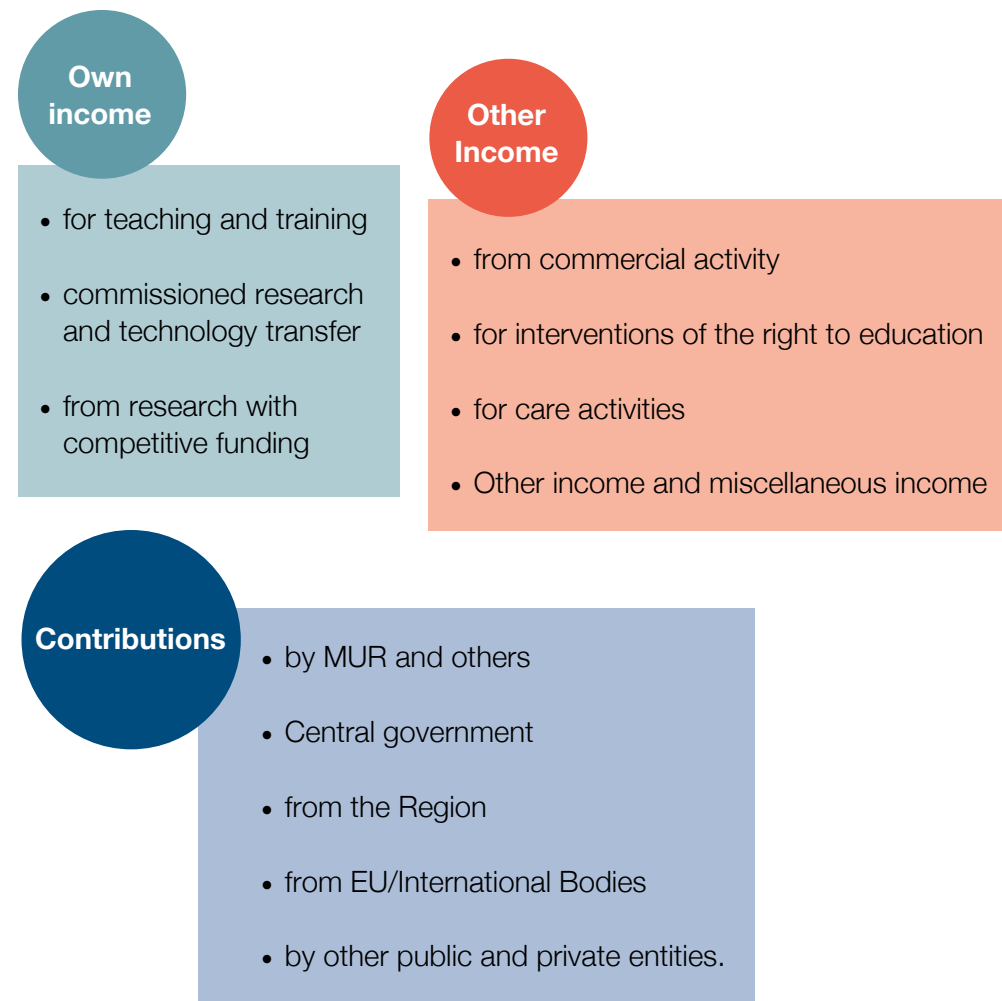 Own
income
• for teaching and training
• commissioned research
and technology transfer
• from research with
competitive funding
Other
Income
• from commercial activity
• for interventions of the right to education
• for care activities
• Other income and miscellaneous income
Contributions
• by MUR and others
• Central government
• from the Region
• from EU/International Bodies
• by other public and private entities.